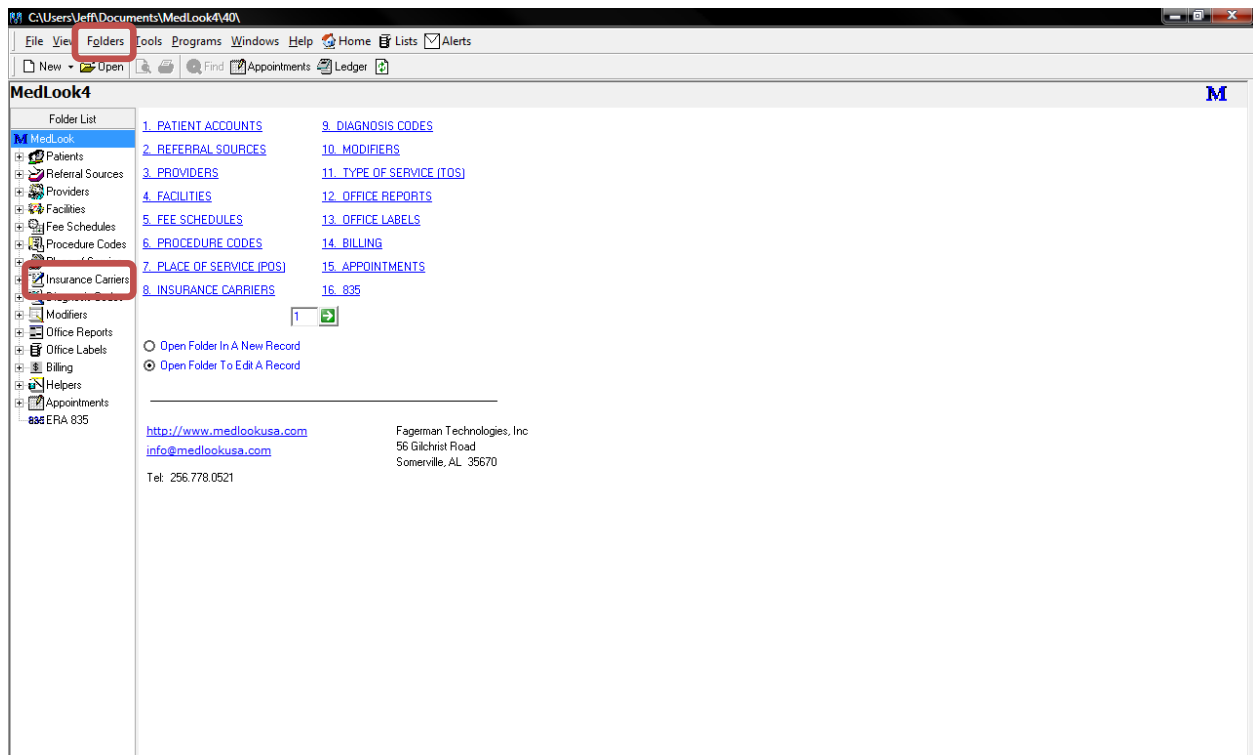 C:\Users\Jeff\Documents\MedLook4\40\
File View Folders Tools Programs Windows Help Home Lists Alerts
New Open Find Appointments Ledger
MedLook4 M
Folder List
M MedLook
Patients
Referral Sources
Providers
Facilities
Fee Schedules
Procedure Codes
Insurance Carriers
Modifiers
Office Reports
Office Labels
Billing
Helpers
Appointments
835 ERA 835
1. PATIENT ACCOUNTS 9. DIAGNOSIS CODES
2. REFERRAL SOURCES 10. MODIFIERS
3. PROVIDERS 11. TYPE OF SERVICE (TOS)
4. FACILITIES 12. OFFICE REPORTS
5. FEE SCHEDULES 13. OFFICE LABELS
6. PROCEDURE CODES 14. BILLING
7. PLACE OF SERVICE (POS) 15. APPOINTMENTS
8. INSURANCE CARRIERS 16. 835
1
Open Folder In A New Record
Open Folder To Edit A Record
http://www.medlookusa.com
info@medlookusa.com
Tel: 256.778.0521
Fagerman Technologies, Inc
56 Gilchrist Road
Somerville, AL 35670